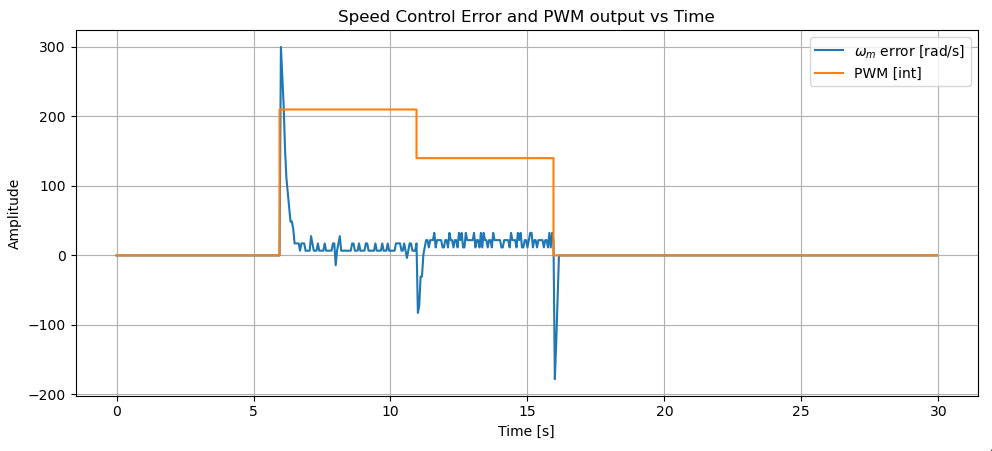 Speed Control Error and PWM output vs Time
ωm error [rad/s]
PWM [int]
Amplitude
300
200
100
0
−100
−200
0 5 10 15 20 25 30
Time [s]